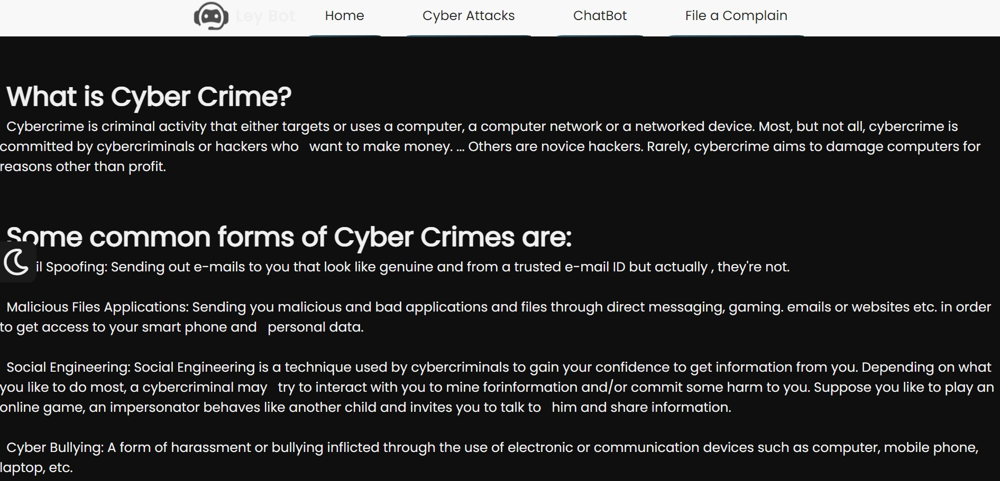 Ley Bot
Home
Cyber Attacks
ChatBot
File a Complain
What is Cyber Crime?
Cybercrime is criminal activity that either targets or uses a computer, a computer network or a networked device. Most, but not all, cybercrime is
committed by cybercriminals or hackers who want to make money. ... Others are novice hackers. Rarely, cybercrime aims to damage computers for
reasons other than profit.
Some common forms of Cyber Crimes are:
il Spoofing: Sending out e-mails to you that look like genuine and from a trusted e-mail ID but actually , they're not.
Malicious Files Applications: Sending you malicious and bad applications and files through direct messaging, gaming. emails or websites etc. in order
to get access to your smart phone and personal data.
Social Engineering: Social Engineering is a technique used by cybercriminals to gain your confidence to get information from you. Depending on what
you like to do most, a cybercriminal may try to interact with you to mine forinformation and/or commit some harm to you. Suppose you like to play an
online game, an impersonator behaves like another child and invites you to talk to him and share information.
Cyber Bullying: A form of harassment or bullying inflicted through the use of electronic or communication devices such as computer, mobile phone,
laptop, etc.